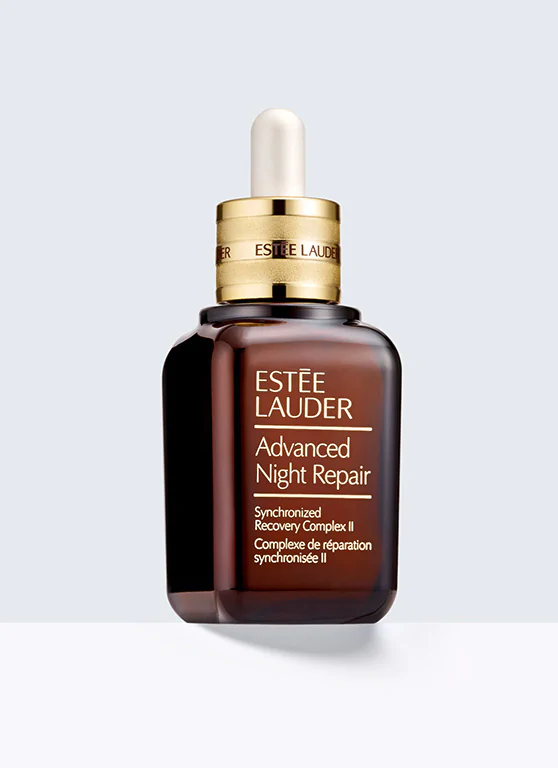 ER ESTĒE LAUDE
ESTĒE
LAUDER
Advanced
Night Repair
Synchronized
Recovery Complex II
Complexe de réparation
synchronisée II